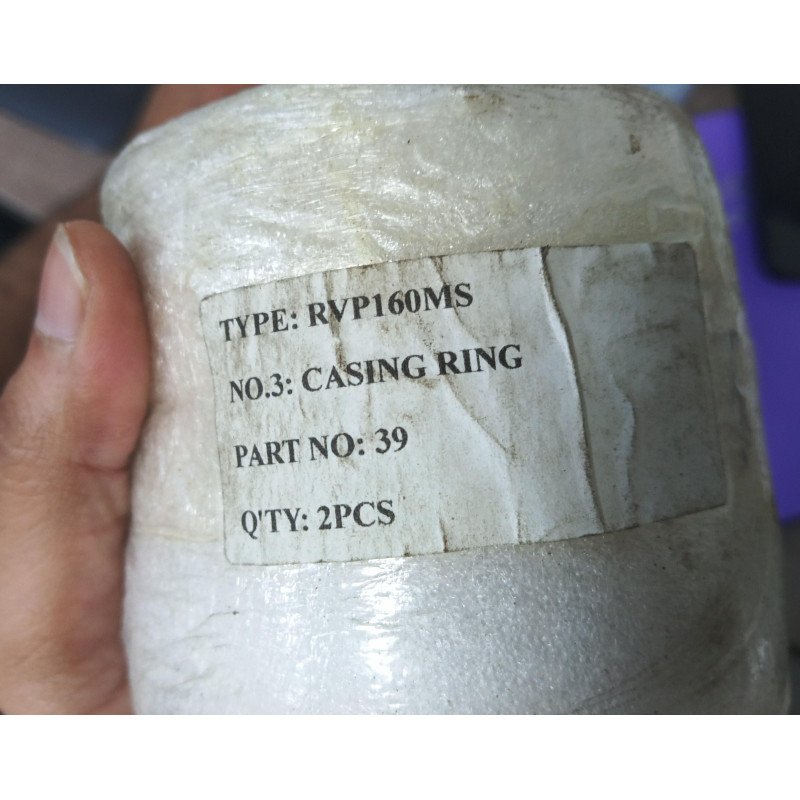 TYPE: RVP160MS
NO.3: CASING RING
PART NO: 39
Q'TY: 2PCS